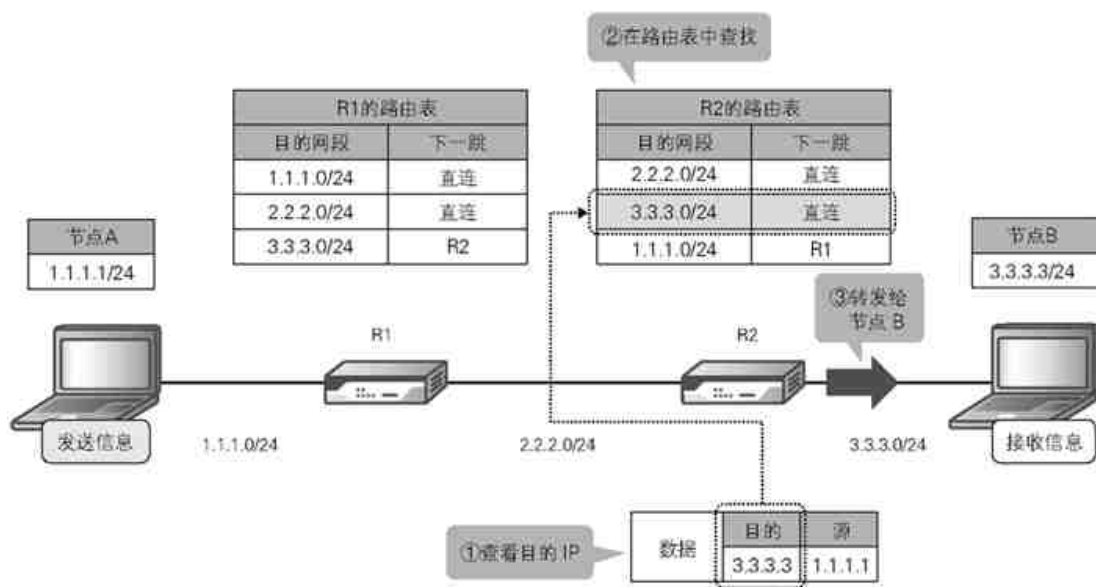 ②在路由表中查找
R1的路由表
目的网段 下一跳
1.1.1.0/24 直连
2.2.2.0/24 直连
3.3.3.0/24 R2
R2的路由表
目的网段 下一跳
2.2.2.0/24 直连
3.3.3.0/24 直连
1.1.1.0/24 R1
节点A
1.1.1.1/24
节点B
3.3.3.3/24
③转发给
节点 B
R1
R2
发送信息
1.1.1.0/24
2.2.2.0/24
3.3.3.0/24
接收信息
①查看目的 IP
数据
目的 源
3.3.3.3 1.1.1.1